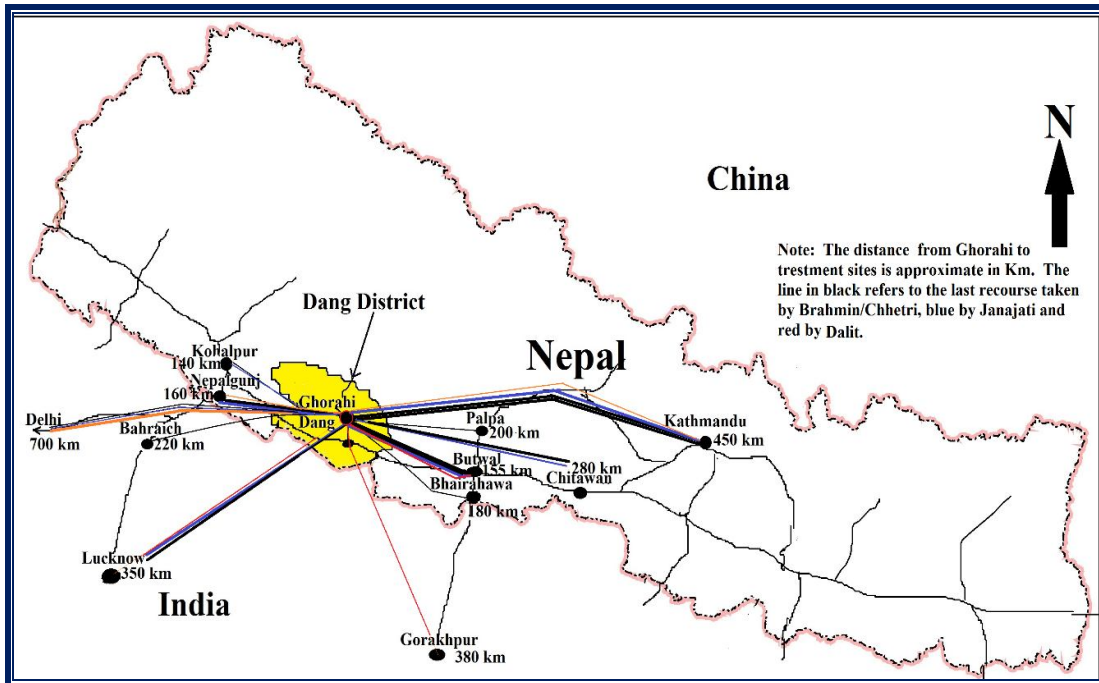 N
China
Note: The distance from Ghorahi to
trestment sites is approximate in Km. The
line in black refers to the last recourse taken
by Brahmin/Chhetri, blue by Janajati and
red by Dalit.
Dang District
Nepal
Kohalpur
140 km
Nepalgunj
160 km
Ghorahi
Dang
Delhi
700 km
Bahraich
220 km
Palpa
200 km
Kathmandu
450 km
Butwal
155 km
280 km
Chitawan
Bhairahawa
180 km
Lucknow
350 km
India
Gorakhpur
380 km